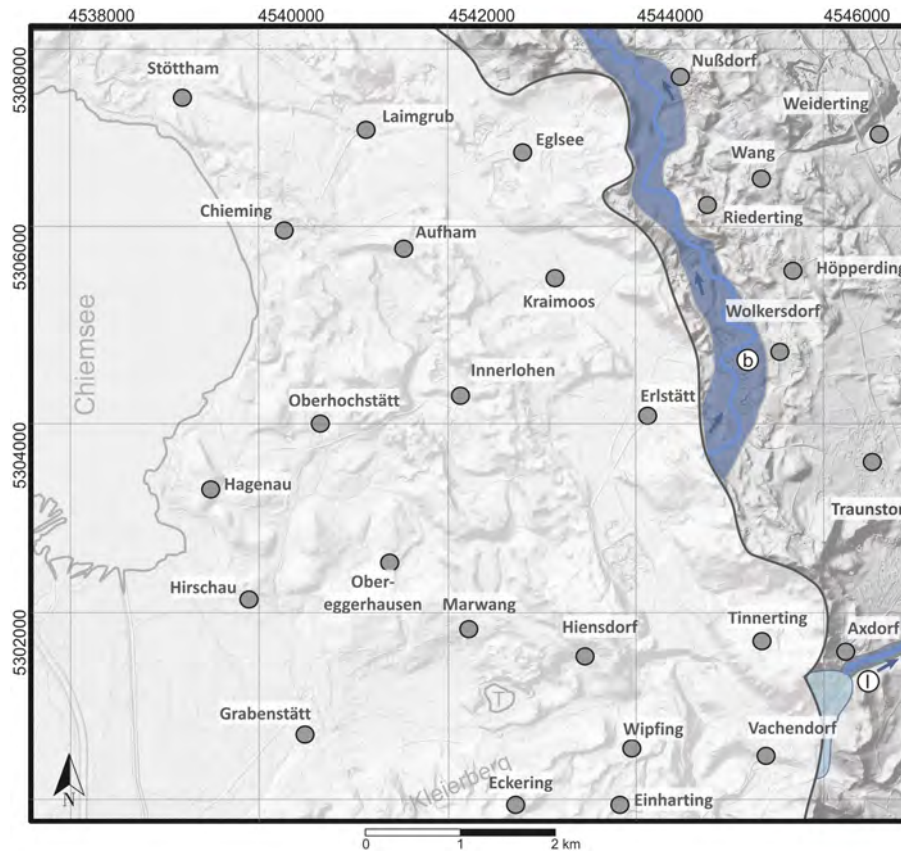 4538000 4540000 4542000 4544000 4546000
5308000
Stöttham
Nußdorf
Laimgrub
Weiderting
Eglsee
Wang
Chieming
Riederting
5306000
Aufham
Höpperding
Kraimoos
Wolkersdorf
Chiemsee
b
Innerlohen
Oberhochstätt
Erlstätt
5304000
Hagenau
Traunstor
Ober-
eggerhausen
Hirschau
Marwang
Tinnerting
5302000
Hiensdorf
Axdorf
l
T
Grabenstätt
Wipfing
Vachendorf
Kleierberg
Eckering
Einharting
N
0 1 2 km